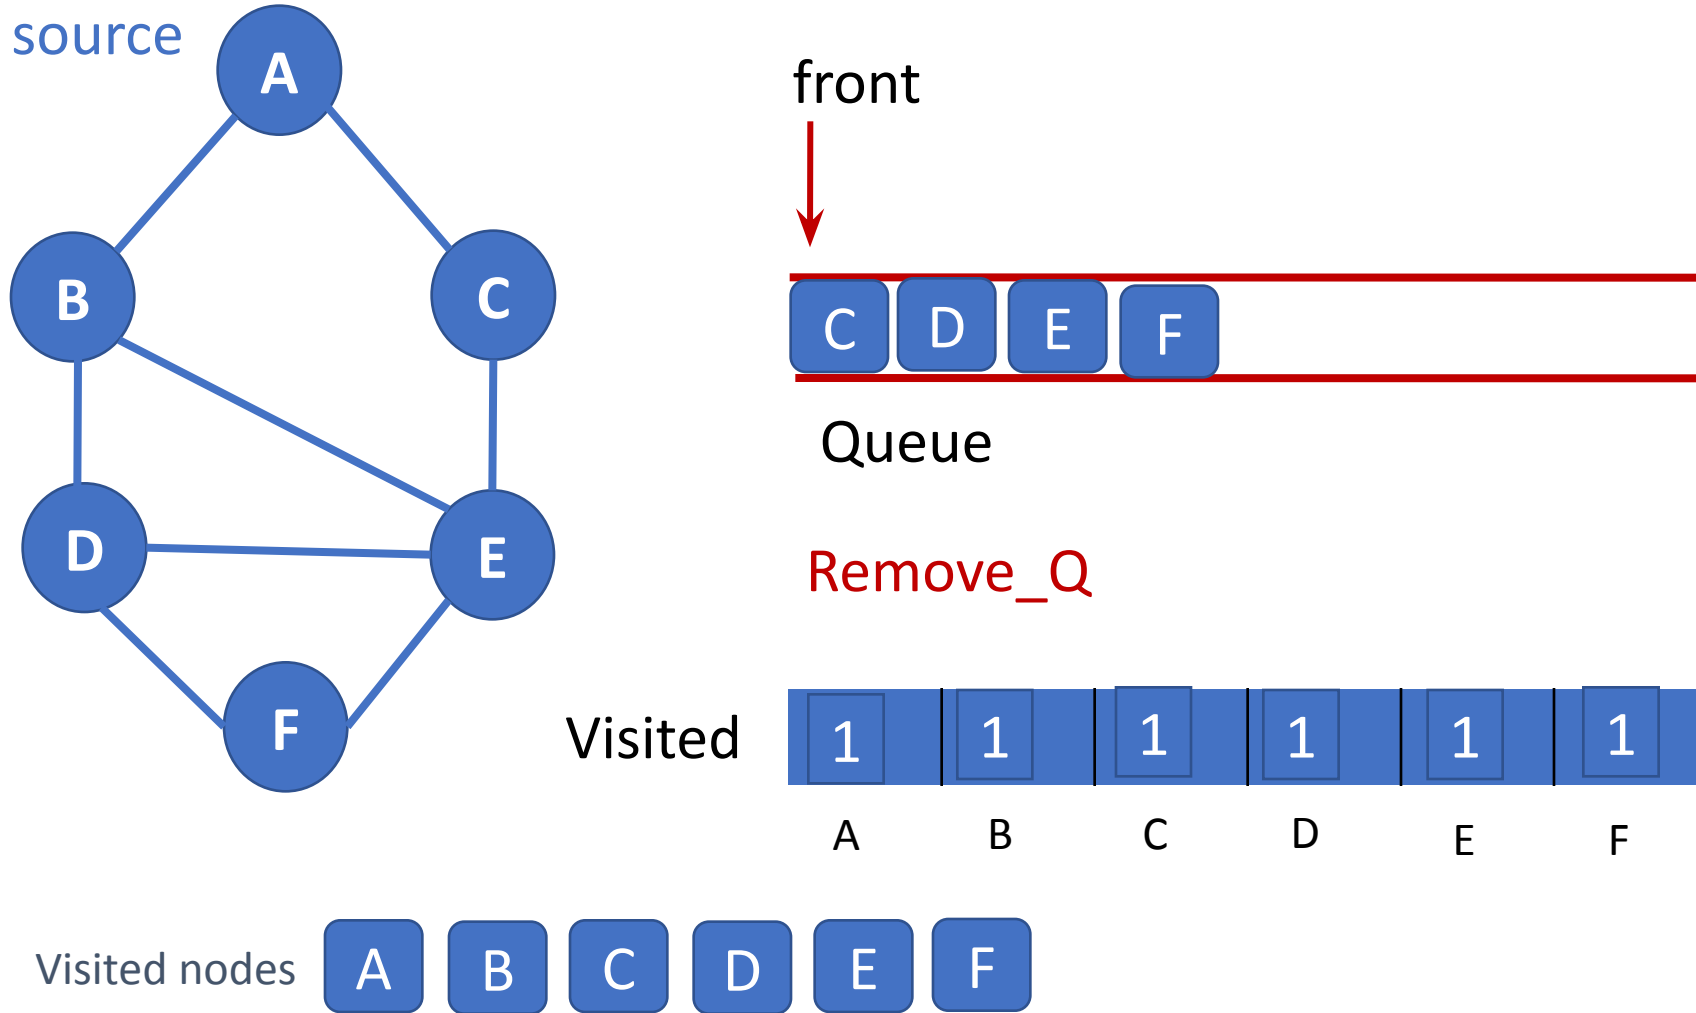 source
A
B
C
D
E
F
front
C D E F
Queue
Remove_Q
Visited 1 1 1 1 1 1
A B C D E F
Visited nodes A B C D E F